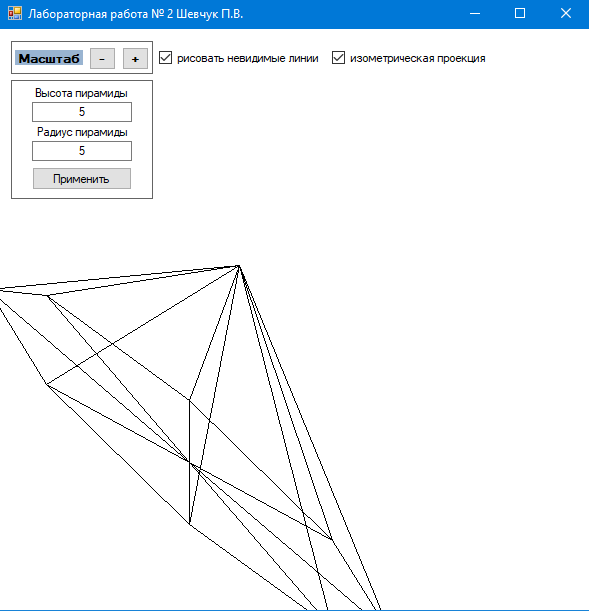 Лабораторная работа № 2 Шевчук П.В.
Масштаб - + рисовать невидимые линии изометрическая проекция
Высота пирамиды
5
Радиус пирамиды
5
Применить